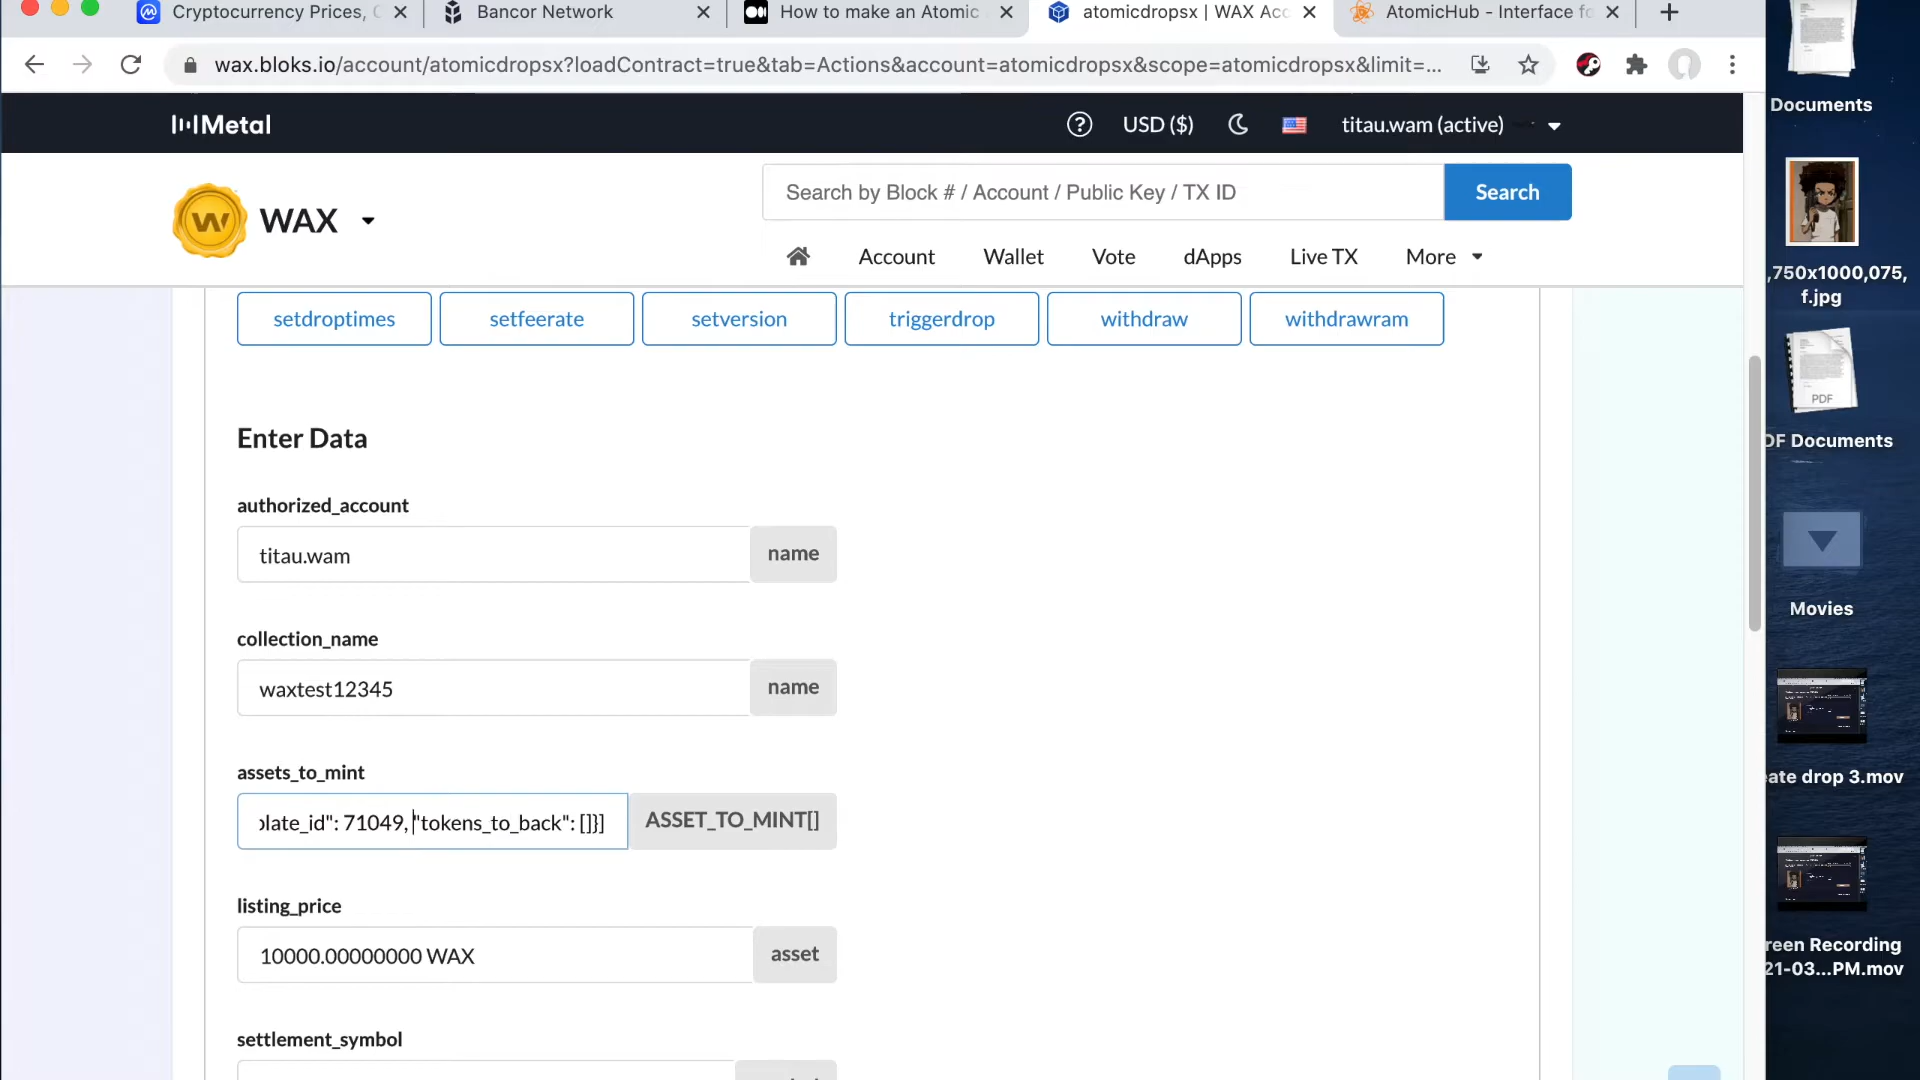 Cryptocurrency Prices, C
Bancor Network
How to make an Atomic
atomicdropsx | WAX Acc
AtomicHub - Interface fo
wax.bloks.io/account/atomicdropsx?loadContract=true&tab=Actions&account=atomicdropsx&scope=atomicdropsx&limit=...
Metal
USD ($)
titau.wam (active)
WAX
Search by Block # / Account / Public Key / TX ID
Search
Account
Wallet
Vote
dApps
Live TX
More
setdroptimes
setfeerate
setversion
triggerdrop
withdraw
withdrawram
Enter Data
authorized_account
titau.wam
name
collection_name
waxtest12345
name
assets_to_mint
plate_id": 71049, "tokens_to_back": []}]
ASSET_TO_MINT[]
listing_price
10000.00000000 WAX
asset
settlement_symbol
Documents
,750x1000,075,
f.jpg
PDF
DF Documents
Movies
eate drop 3.mov
reen Recording
21-03...PM.mov